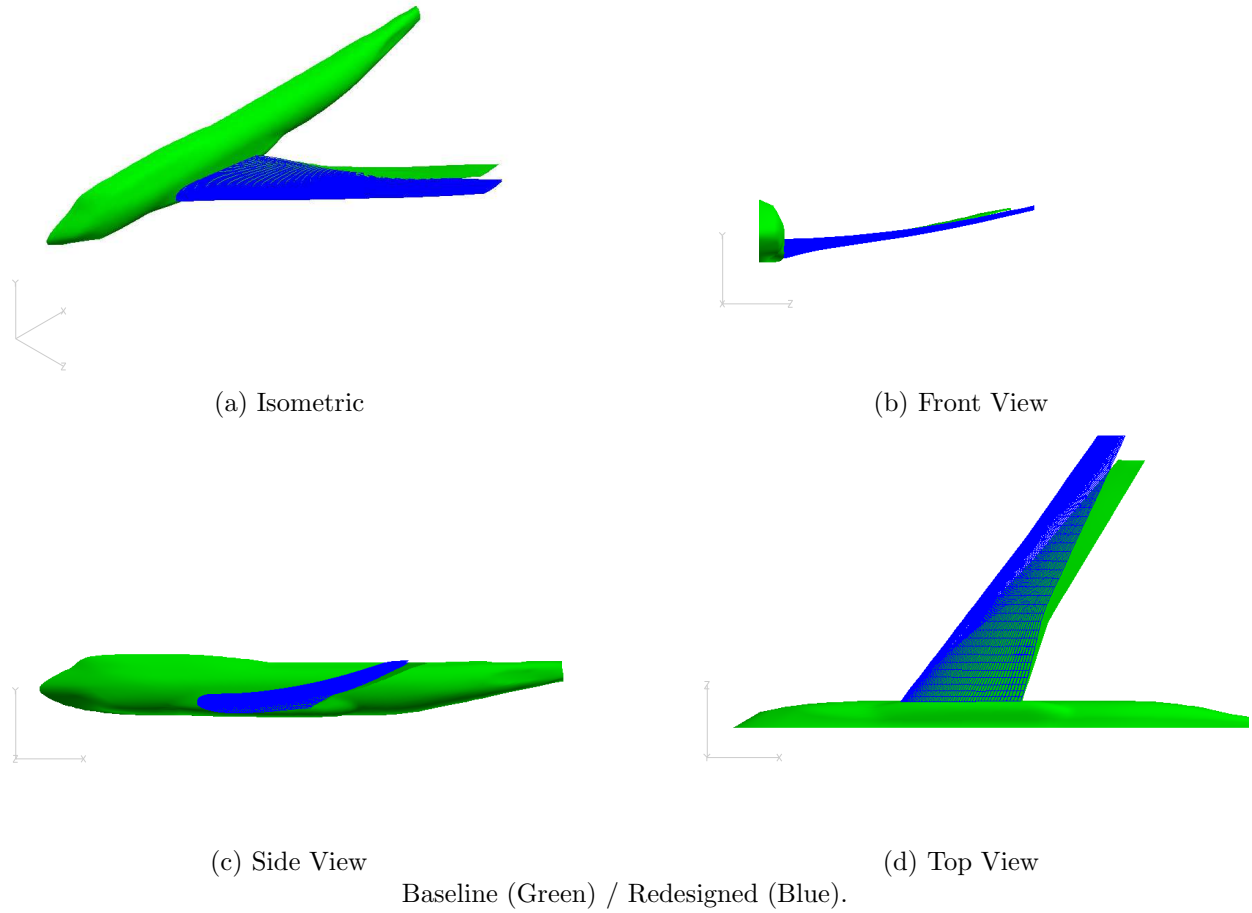 Y
X
Z
(a) Isometric
Y
X
Z
(b) Front View
Y
Z
X
(c) Side View
Z
Y
X
(d) Top View
Baseline (Green) / Redesigned (Blue).